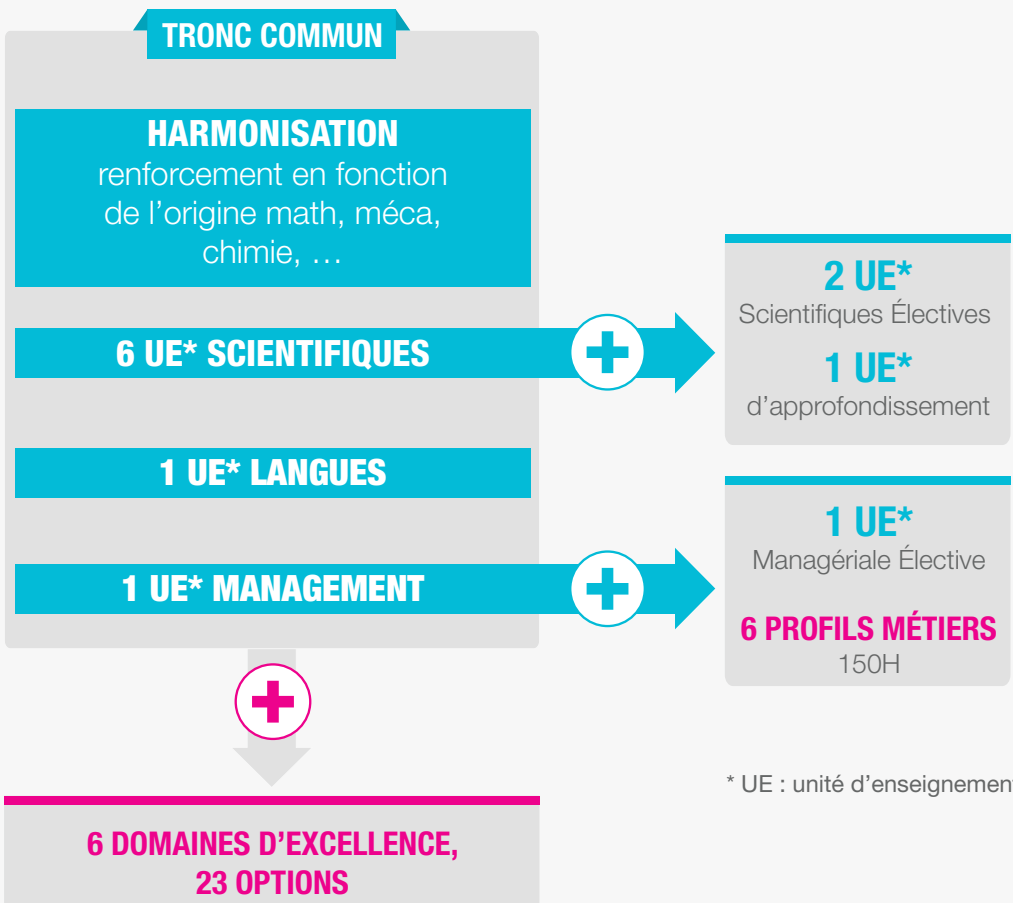 TRONC COMMUN
HARMONISATION
renforcement en fonction
de l'origine math, méca,
chimie, …
6 UE* SCIENTIFIQUES
2 UE*
Scientifiques Électives
1 UE*
d'approfondissement
1 UE* LANGUES
1 UE* MANAGEMENT
1 UE*
Managériale Élective
6 PROFILS MÉTIERS
150H
* UE : unité d'enseignement
6 DOMAINES D'EXCELLENCE,
23 OPTIONS